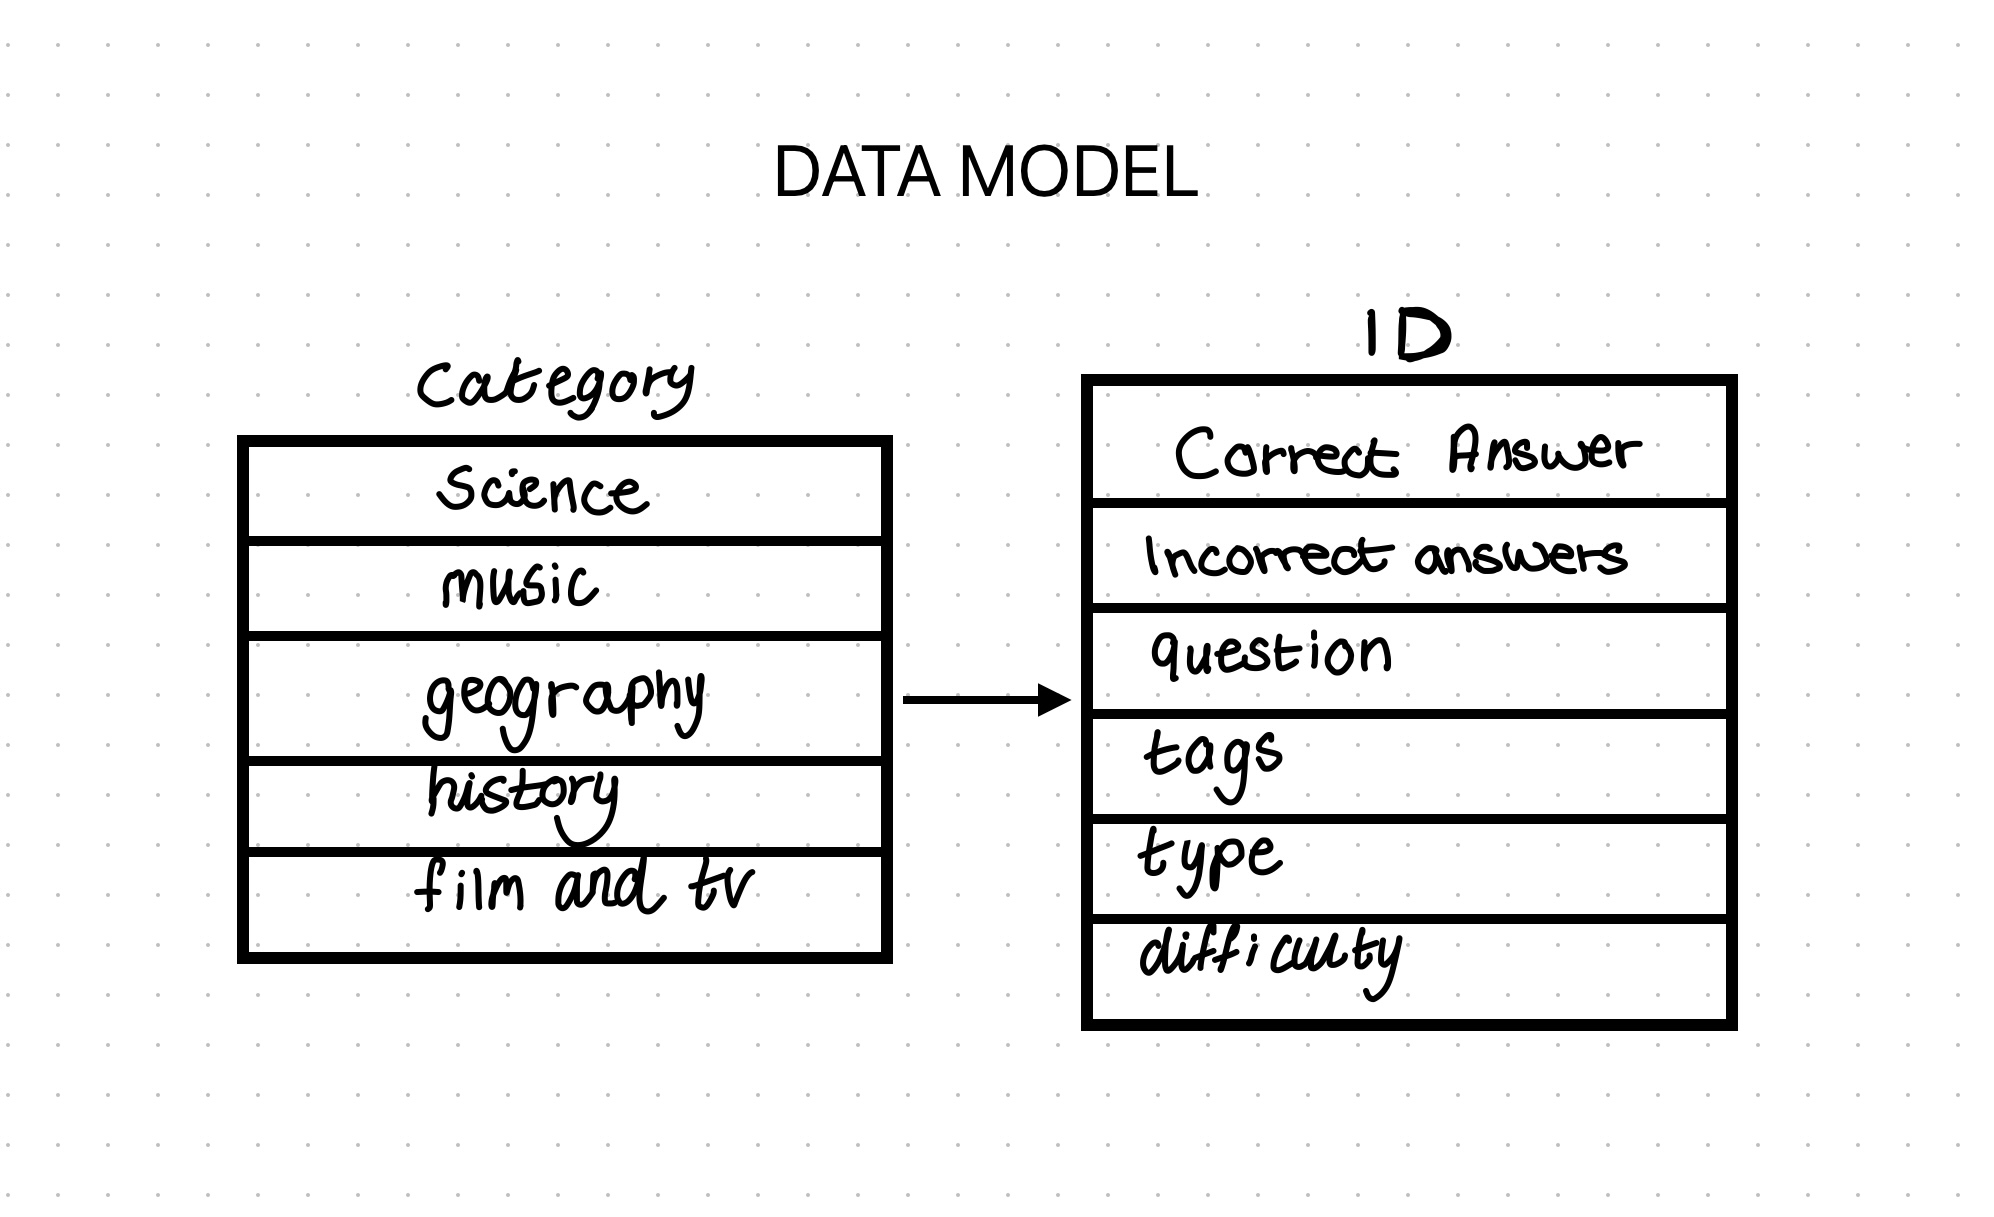 DATA MODEL
Category
Science
music
geography
history
film and tv
ID
Correct Answer
Incorrect answers
question
tags
type
difficulty